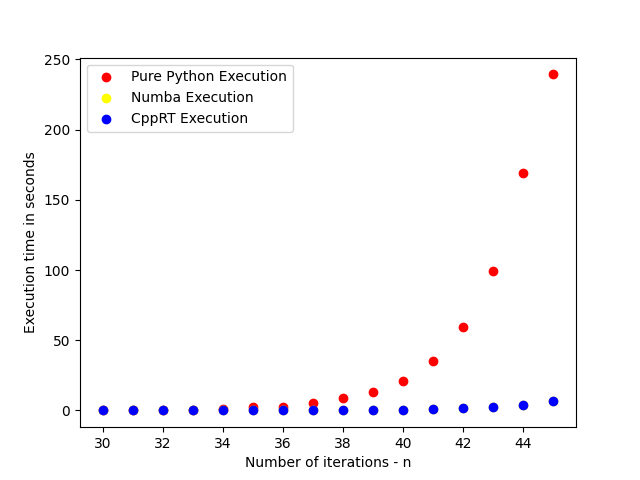 250
200
150
100
50
0
Execution time in seconds
Pure Python Execution
Numba Execution
CppRT Execution
30 32 34 36 38 40 42 44
Number of iterations - n